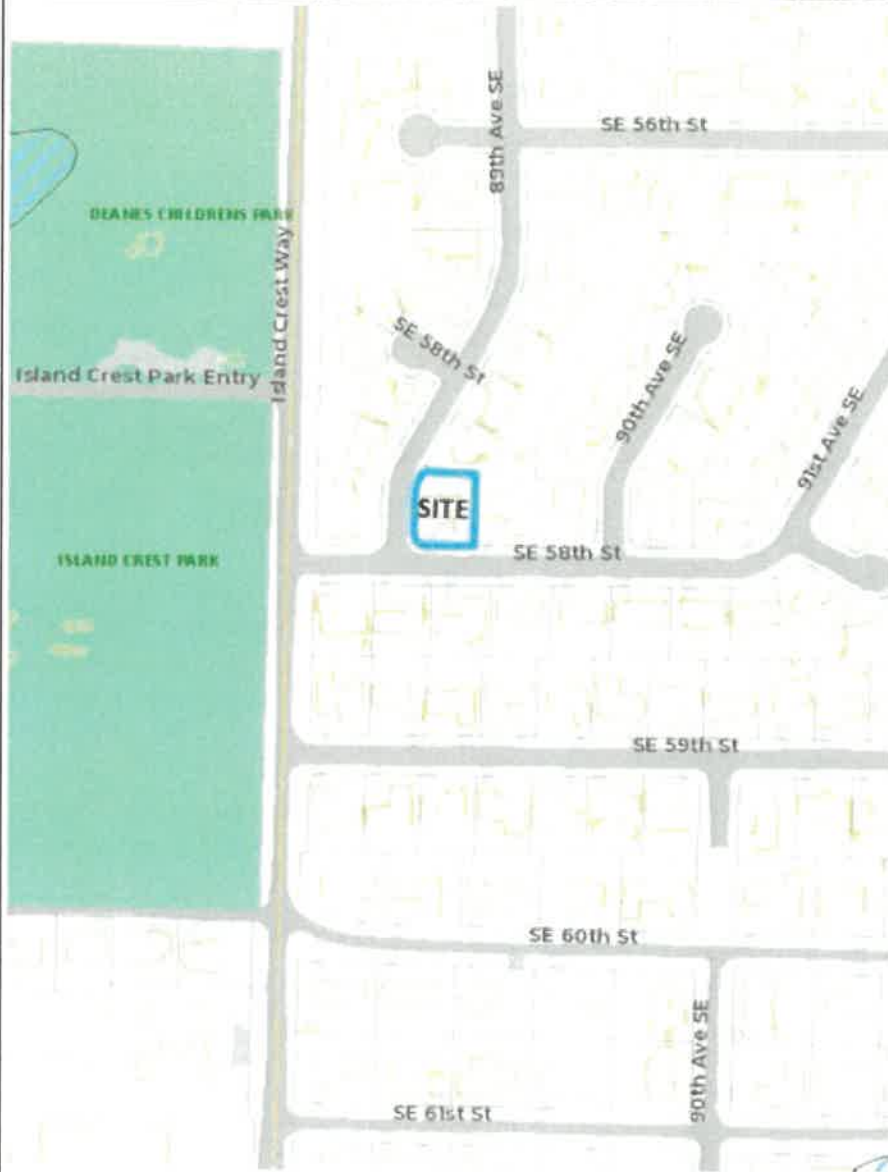 89th Ave SE
SE 56th St
DEANES CHILDRENS PARK
Island Crest Way
SE 58th St
90th Ave SE
Island Crest Park Entry
91st Ave SE
SITE
SE 58th St
ISLAND CREST PARK
SE 59th St
SE 60th St
90th Ave SE
SE 61st St